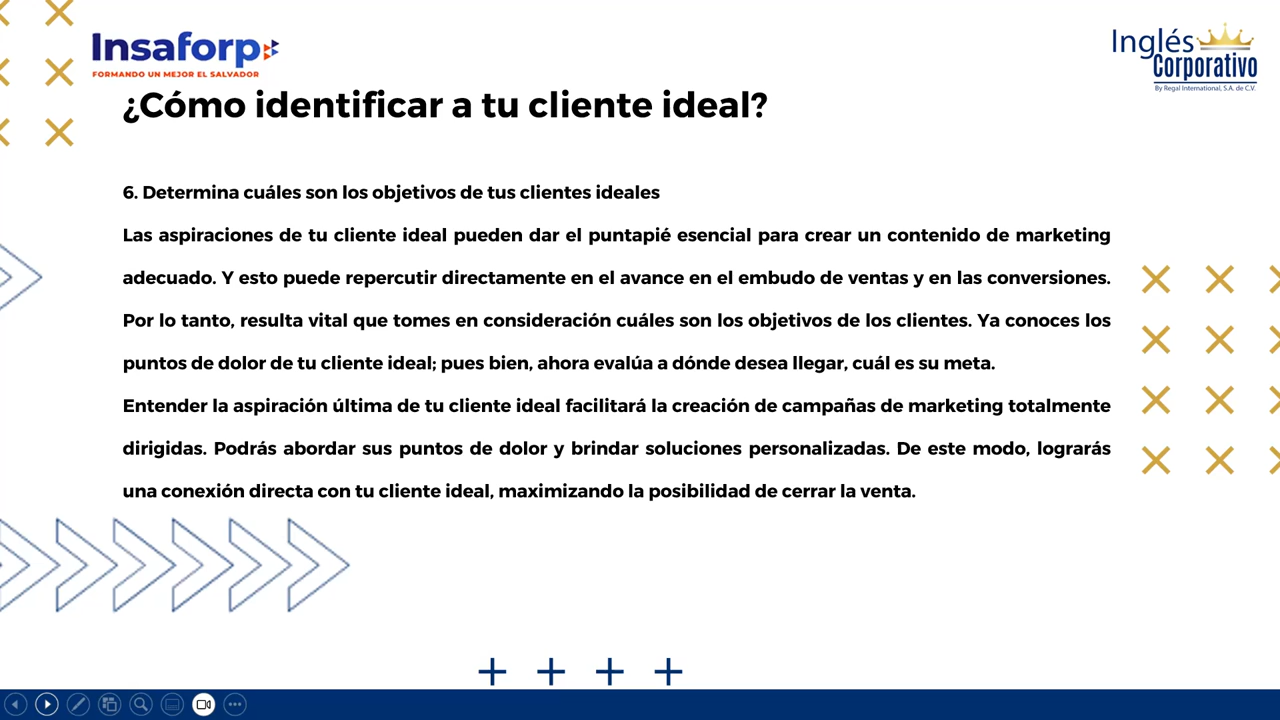 Insaforp
FORMANDO UN MEJOR EL SALVADOR
Inglés
Corporativo
By Regal International, S.A. de C.V.
¿Cómo identificar a tu cliente ideal?
6. Determina cuáles son los objetivos de tus clientes ideales
Las aspiraciones de tu cliente ideal pueden dar el puntapié esencial para crear un contenido de marketing
adecuado. Y esto puede repercutir directamente en el avance en el embudo de ventas y en las conversiones.
Por lo tanto, resulta vital que tomes en consideración cuáles son los objetivos de los clientes. Ya conoces los
puntos de dolor de tu cliente ideal; pues bien, ahora evalúa a dónde desea llegar, cuál es su meta.
Entender la aspiración última de tu cliente ideal facilitará la creación de campañas de marketing totalmente
dirigidas. Podrás abordar sus puntos de dolor y brindar soluciones personalizadas. De este modo, lograrás
una conexión directa con tu cliente ideal, maximizando la posibilidad de cerrar la venta.